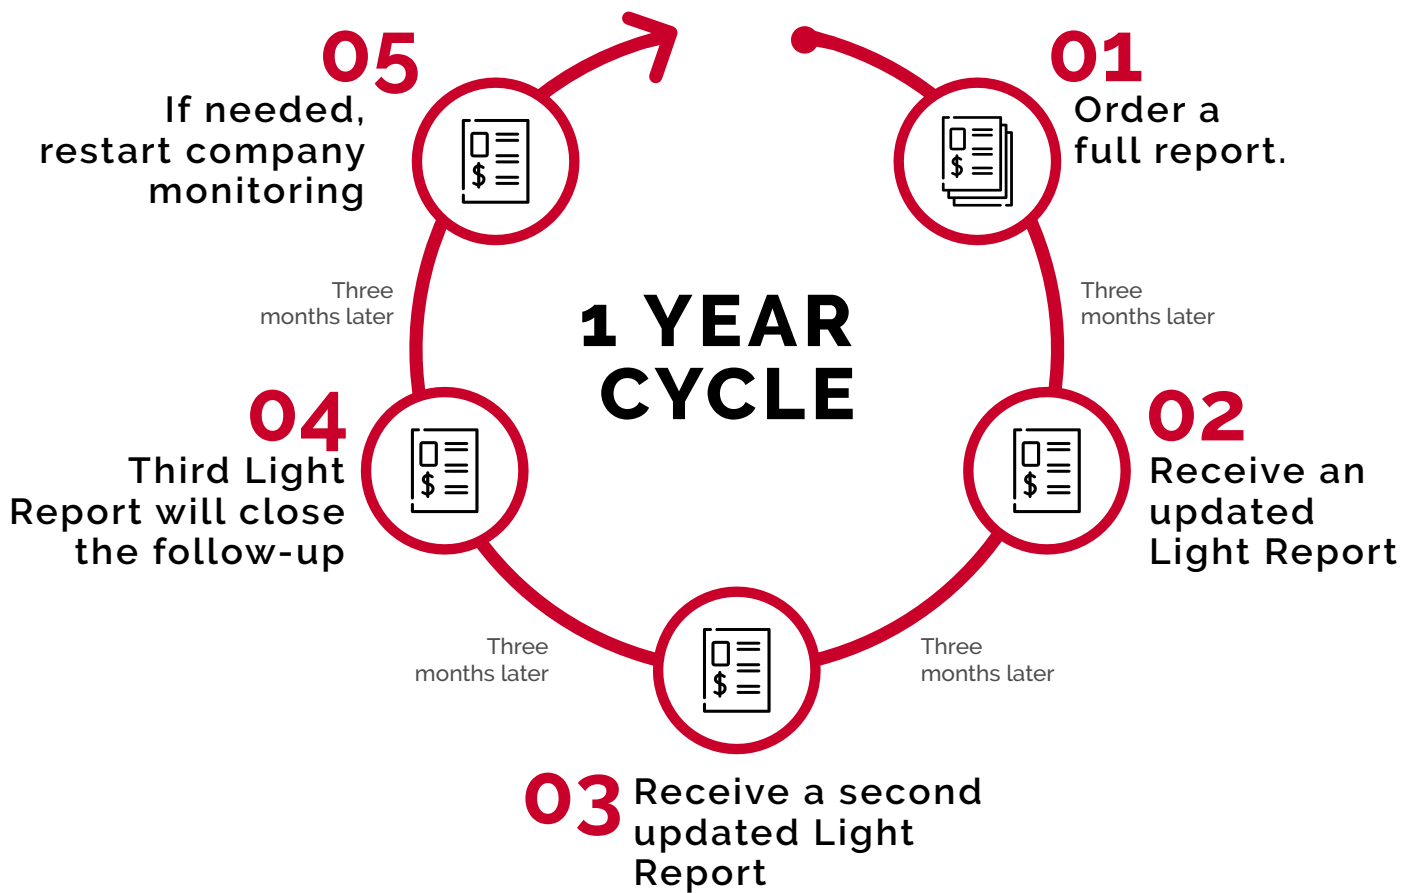 1 YEAR
CYCLE
01
Order a
full report.
Three
months later
02
Receive an
updated
Light Report
Three
months later
03
Receive a second
updated Light
Report
Three
months later
04
Third Light
Report will close
the follow-up
Three
months later
05
If needed,
restart company
monitoring